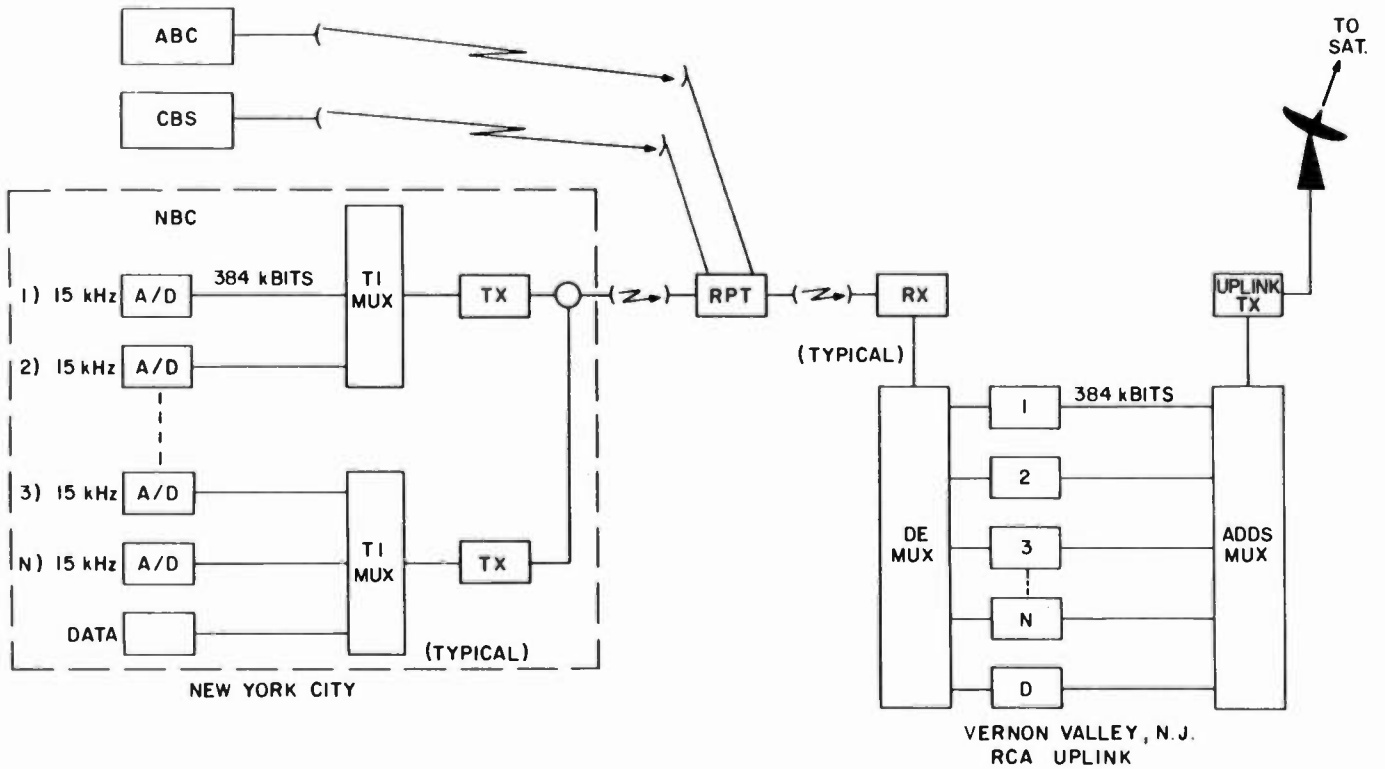 ABC
TO
SAT.
CBS
NBC
1) 15 kHz A/D 384 kBITS
T1
MUX
TX
RPT
RX
UPLINK
TX
(TYPICAL)
2) 15 kHz A/D
3) 15 kHz A/D
N) 15 kHz A/D
T1
MUX
TX
DATA
(TYPICAL)
NEW YORK CITY
DE
MUX
1 384 kBITS
2
3
N
D
ADDS
MUX
VERNON VALLEY, N.J.
RCA UPLINK